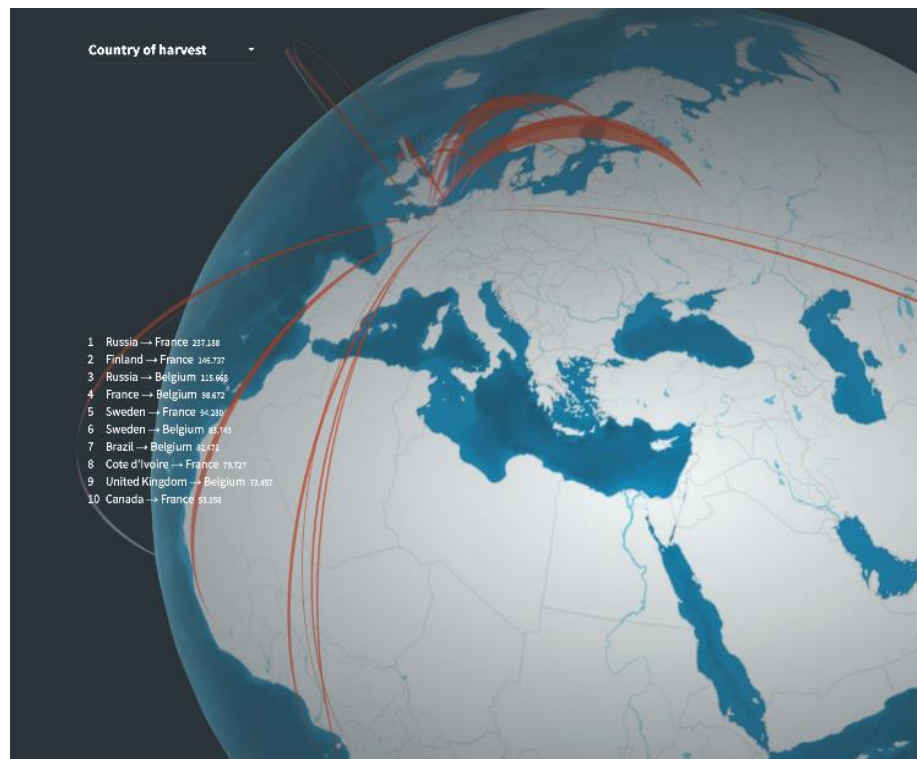 Country of harvest
1 Russia → France 237.188
2 Finland → France 146.737
3 Russia → Belgium 115.665
4 France → Belgium 98.672
5 Sweden → France 94.280
6 Sweden → Belgium 83.743
7 Brazil → Belgium 82.471
8 Cote d'Ivoire → France 79.727
9 United Kingdom → Belgium 73.457
10 Canada → France 53.358